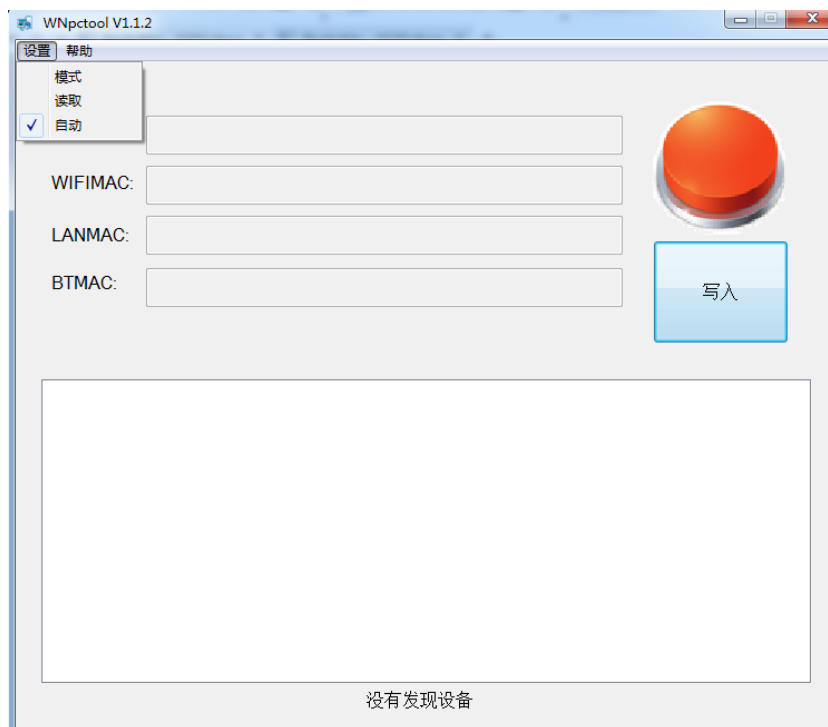 WNpctool V1.1.2
设置 帮助
模式
读取
自动
WIFIMAC:
LANMAC:
BTMAC:
写入
没有发现设备